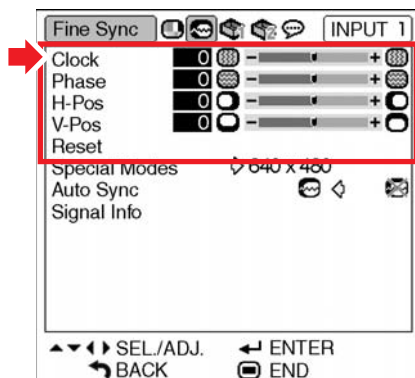 Fine Sync INPUT 1
Clock 0 - +
Phase 0 - +
H-Pos 0 - +
V-Pos 0 - +
Reset
Special Modes 640 x 480
Auto Sync
Signal Info
SEL./ADJ. ENTER
BACK END